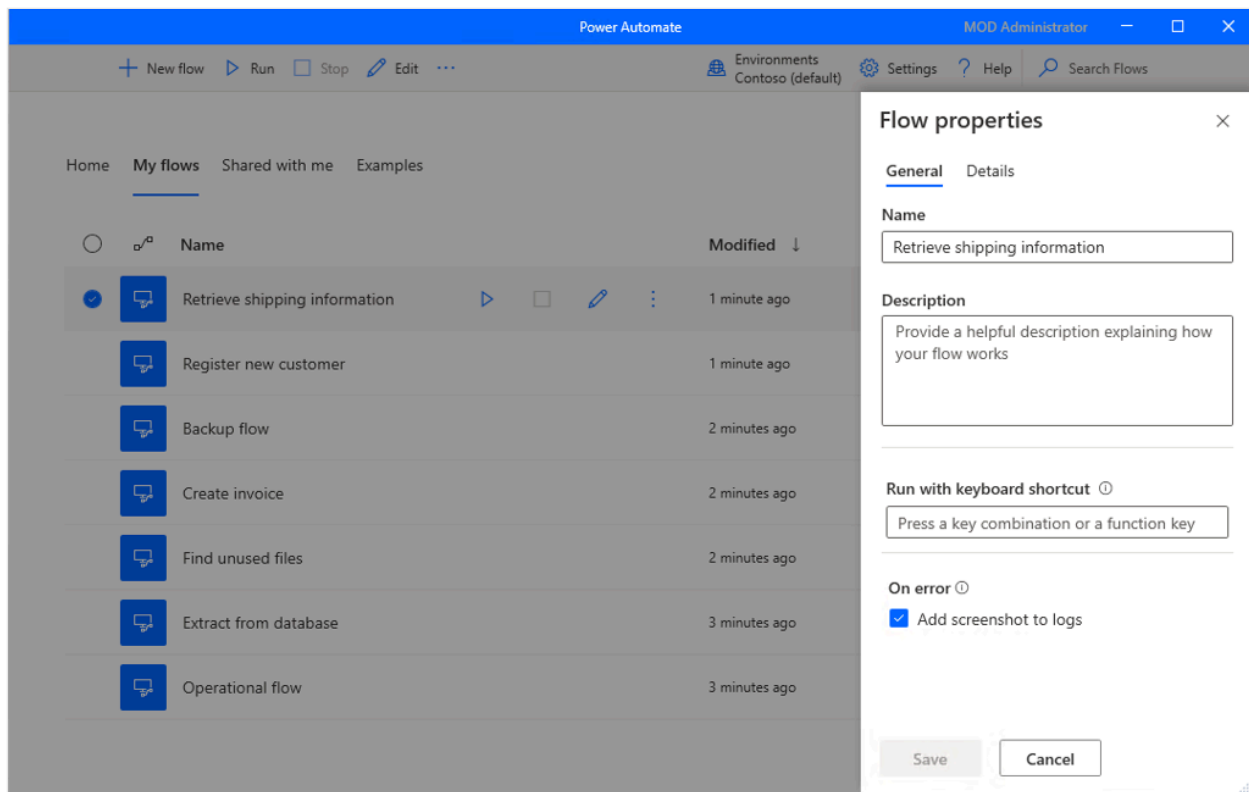 Power Automate
MOD Administrator
New flow Run Stop Edit ...
Environments
Contoso (default)
Settings Help Search Flows
Home My flows Shared with me Examples
Name Modified ↓
Retrieve shipping information 1 minute ago
Register new customer 1 minute ago
Backup flow 2 minutes ago
Create invoice 2 minutes ago
Find unused files 2 minutes ago
Extract from database 3 minutes ago
Operational flow 3 minutes ago
Flow properties
General Details
Name
Retrieve shipping information
Description
Provide a helpful description explaining how
your flow works
Run with keyboard shortcut
Press a key combination or a function key
On error
Add screenshot to logs
Save Cancel